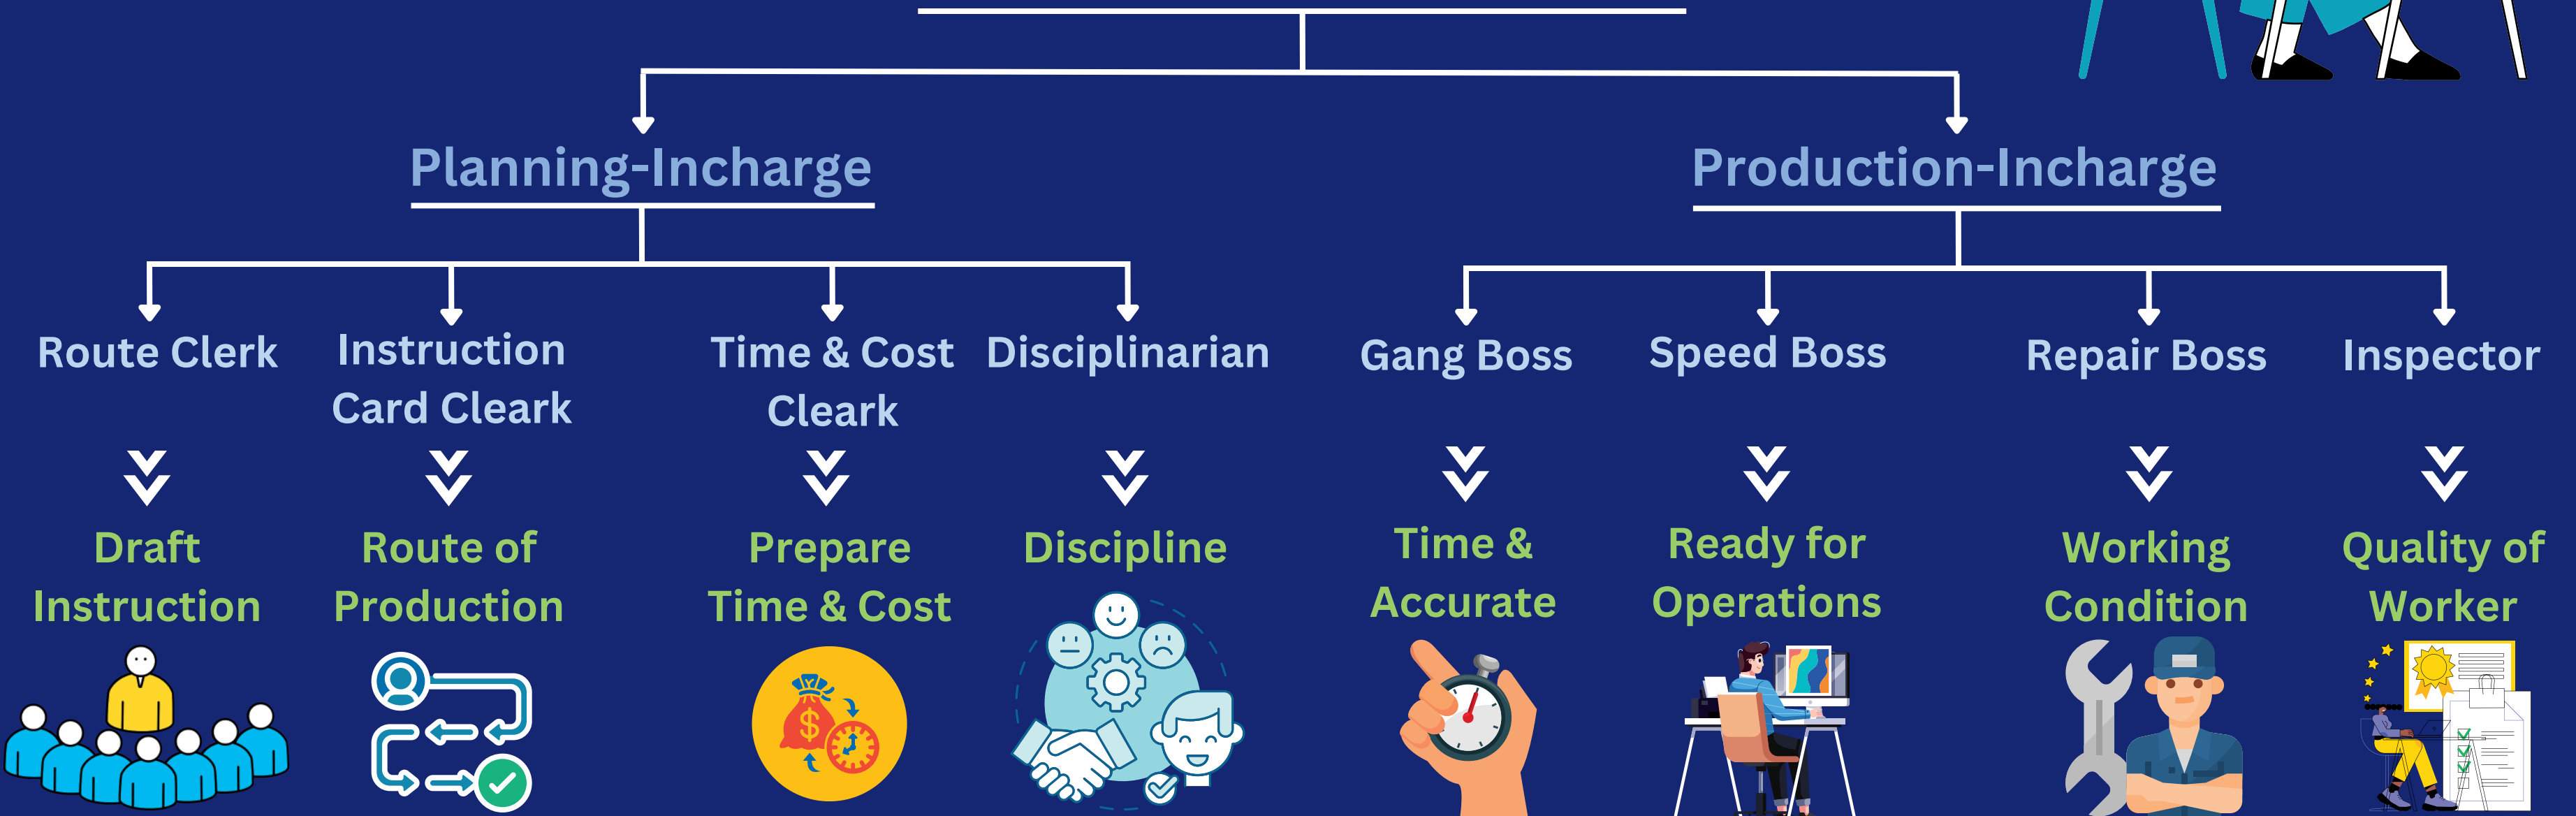 Planning-Incharge
Production-Incharge
Route Clerk
Instruction
Card Cleark
Time & Cost
Cleark
Disciplinarian
Gang Boss
Speed Boss
Repair Boss
Inspector
Draft
Instruction
Route of
Production
Prepare
Time & Cost
Discipline
Time &
Accurate
Ready for
Operations
Working
Condition
Quality of
Worker
$